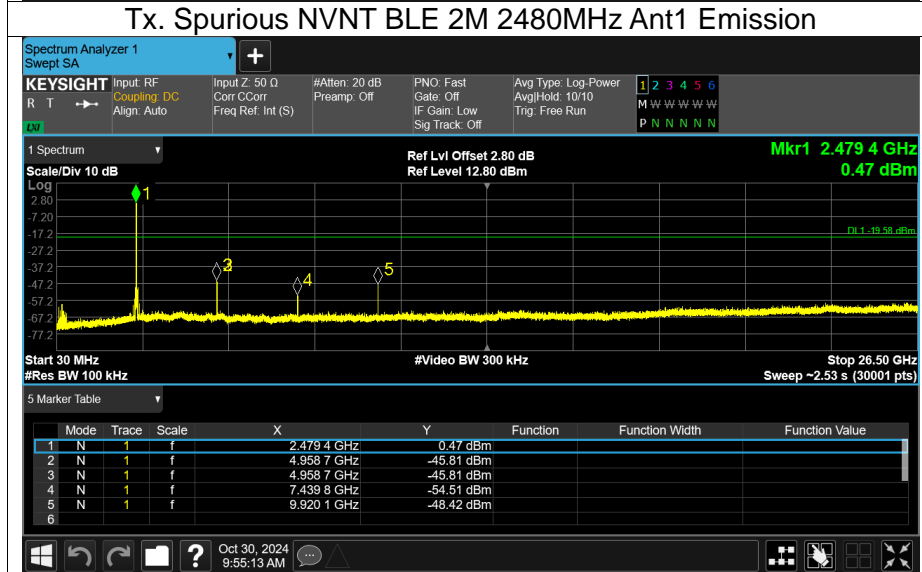 Tx. Spurious NVNT BLE 2M 2480MHz Ant1 Emission
Spectrum Analyzer 1
Swept SA
+
KEYSIGHT
R T
LXI
Input: RF
Coupling: DC
Align: Auto
Input Z: 50 Ω
Corr CCorr
Freq Ref: Int (S)
#Atten: 20 dB
Preamp: Off
PNO: Fast
Gate: Off
IF Gain: Low
Sig Track: Off
Avg Type: Log-Power
Avg|Hold: 10/10
Trig: Free Run
1 2 3 4 5 6
M W W W W W
P N N N N N
1 Spectrum
Scale/Div 10 dB
Ref Lvl Offset 2.80 dB
Ref Level 12.80 dBm
Mkr1 2.479 4 GHz
0.47 dBm
Log
2.80
-7.20
-17.2
-27.2
-37.2
-47.2
-57.2
-67.2
-77.2
1
3
4
5
DL1 -19.58 dBm
Start 30 MHz
#Res BW 100 kHz
#Video BW 300 kHz
Stop 26.50 GHz
Sweep ~2.53 s (30001 pts)
5 Marker Table
Mode Trace Scale X Y Function Function Width Function Value
1 N 1 f 2.479 4 GHz 0.47 dBm
2 N 1 f 4.958 7 GHz -45.81 dBm
3 N 1 f 4.958 7 GHz -45.81 dBm
4 N 1 f 7.439 8 GHz -54.51 dBm
5 N 1 f 9.920 1 GHz -48.42 dBm
6
?
Oct 30, 2024
9:55:13 AM